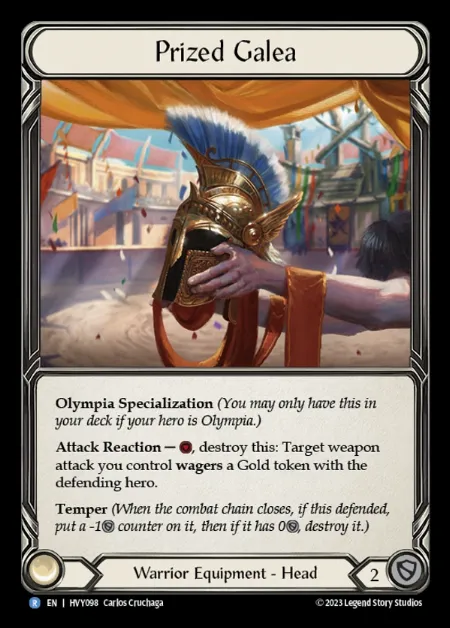 Prized Galea
Olympia Specialization (You may only have this in
your deck if your hero is Olympia.)
Attack Reaction — , destroy this: Target weapon
attack you control wagers a Gold token with the
defending hero.
Temper (When the combat chain closes, if this defended,
put a -1 counter on it, then if it has 0, destroy it.)
Warrior Equipment - Head
2
R EN | HVY098 Carlos Cruchaga
© 2023 Legend Story Studios